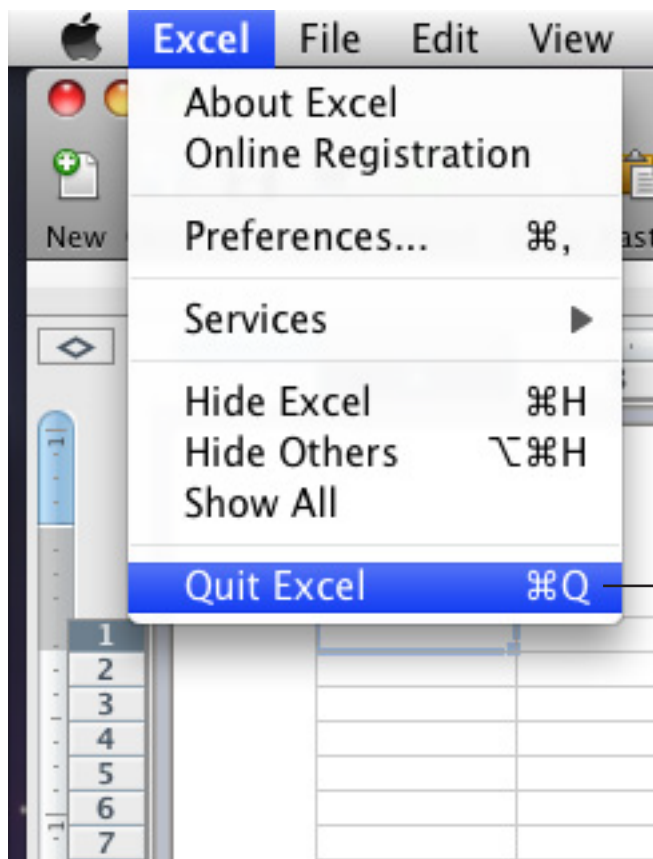 Excel File Edit View
About Excel
Online Registration
New
Preferences... ⌘,
Services
Hide Excel ⌘H
Hide Others ⌥⌘H
Show All
Quit Excel ⌘Q
1
2
3
4
5
6
7